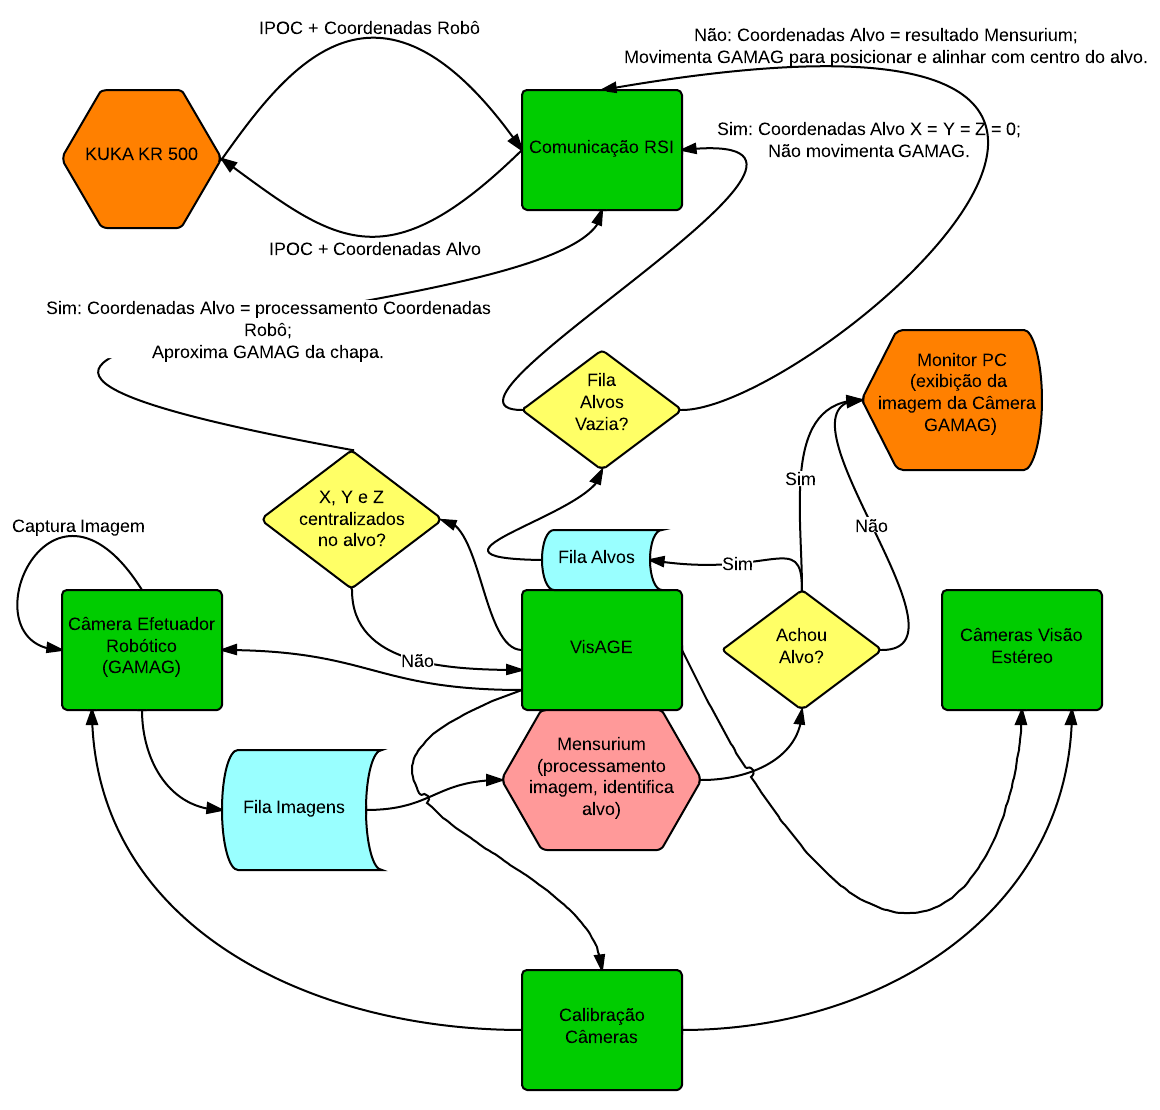 IPOC + Coordenadas Robô
Não: Coordenadas Alvo = resultado Mensurium;
Movimenta GAMAG para posicionar e alinhar com centro do alvo.
KUKA KR 500
Comunicação RSI
Sim: Coordenadas Alvo X = Y = Z = 0;
Não movimenta GAMAG.
IPOC + Coordenadas Alvo
Sim: Coordenadas Alvo = processamento Coordenadas
Robô;
Aproxima GAMAG da chapa.
Fila
Alvos
Vazia?
Monitor PC
(exibição da
imagem da Câmera
GAMAG)
Sim
Não
X, Y e Z
centralizados
no alvo?
Captura Imagem
Fila Alvos
Sim
Câmera Efetuador
Robótico
(GAMAG)
Não
VisAGE
Achou
Alvo?
Câmeras Visão
Estéreo
Mensurium
(processamento
imagem, identifica
alvo)
Fila Imagens
Calibração
Câmeras